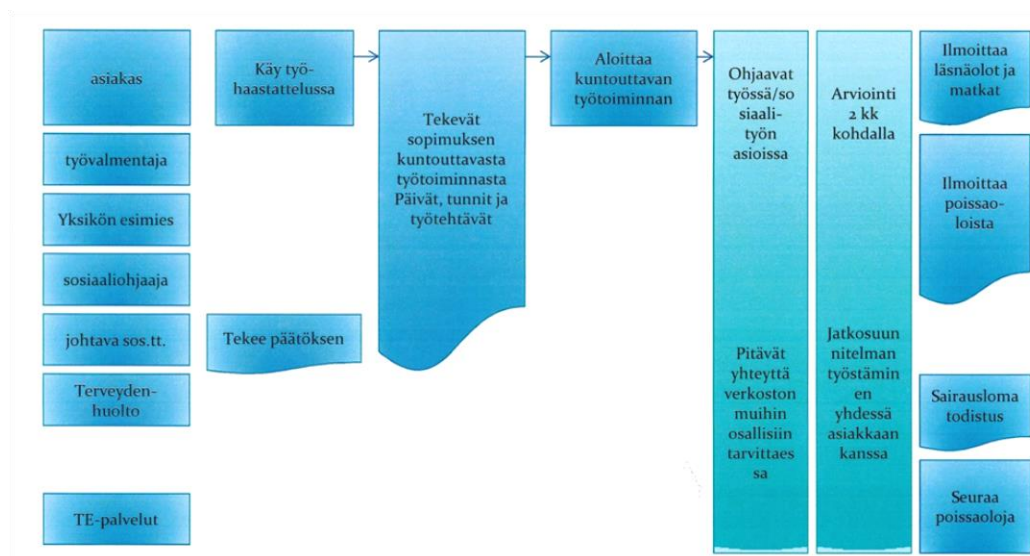 asiakas
työvalmentaja
Yksikön esimies
sosiaaliohjaaja
johtava sos.tt.
Terveyden-
huolto
TE-palvelut
Käy työ-
haastattelussa
Tekee päätöksen
Tekevät
sopimuksen
kuntouttavasta
työtoiminnasta
Päivät, tunnit ja
työtehtävät
Aloittaa
kuntouttavan
työtoiminnan
Ohjaavat
työssä/so
siaali-
työn
asioissa
Pitävät
yhteyttä
verkoston
muihin
osallisiin
tarvittaes
sa
Arviointi
2 kk
kohdalla
Jatkosuun
nitelman
työstämin
en
yhdessä
asiakkaan
kanssa
Ilmoittaa
läsnäolot ja
matkat
Ilmoittaa
poissao-
loista
Sairausloma
todistus
Seuraa
poissaoloja